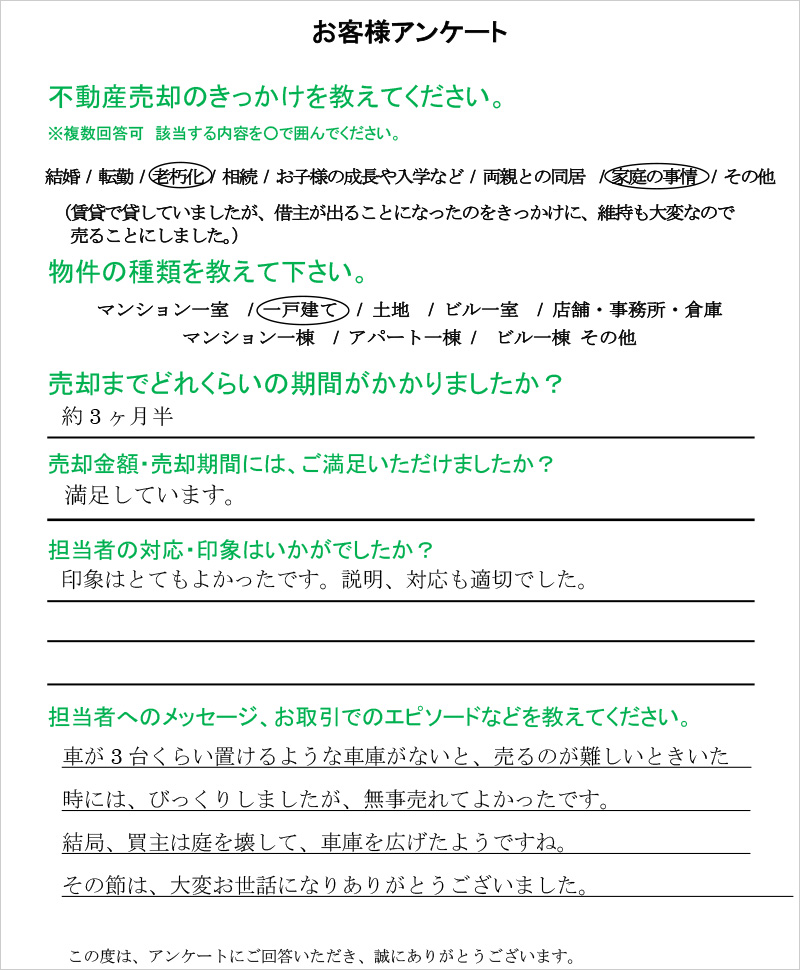 お客様アンケート
不動産売却のきっかけを教えてください。
※複数回答可　該当する内容を〇で囲んでください。
結婚 / 転勤 / 老朽化 / 相続 / お子様の成長や入学など / 両親との同居　/ 家庭の事情 / その他
（賃貸で貸していましたが、借主が出ることになったのをきっかけに、維持も大変なので
売ることにしました。）
物件の種類を教えて下さい。
マンション一室　/ 一戸建て　/ 土地　/ ビル一室　/ 店舗・事務所・倉庫
マンション一棟　/ アパート一棟 /　ビル一棟 その他
売却までどれくらいの期間がかかりましたか？
約３ヶ月半
売却金額・売却期間には、ご満足いただけましたか？
満足しています。
担当者の対応・印象はいかがでしたか？
印象はとてもよかったです。説明、対応も適切でした。
担当者へのメッセージ、お取引でのエピソードなどを教えてください。
車が３台くらい置けるような車庫がないと、売るのが難しいときいた
時には、びっくりしましたが、無事売れてよかったです。
結局、買主は庭を壊して、車庫を広げたようですね。
その節は、大変お世話になりありがとうございました。
この度は、アンケートにご回答いただき、誠にありがとうございます。